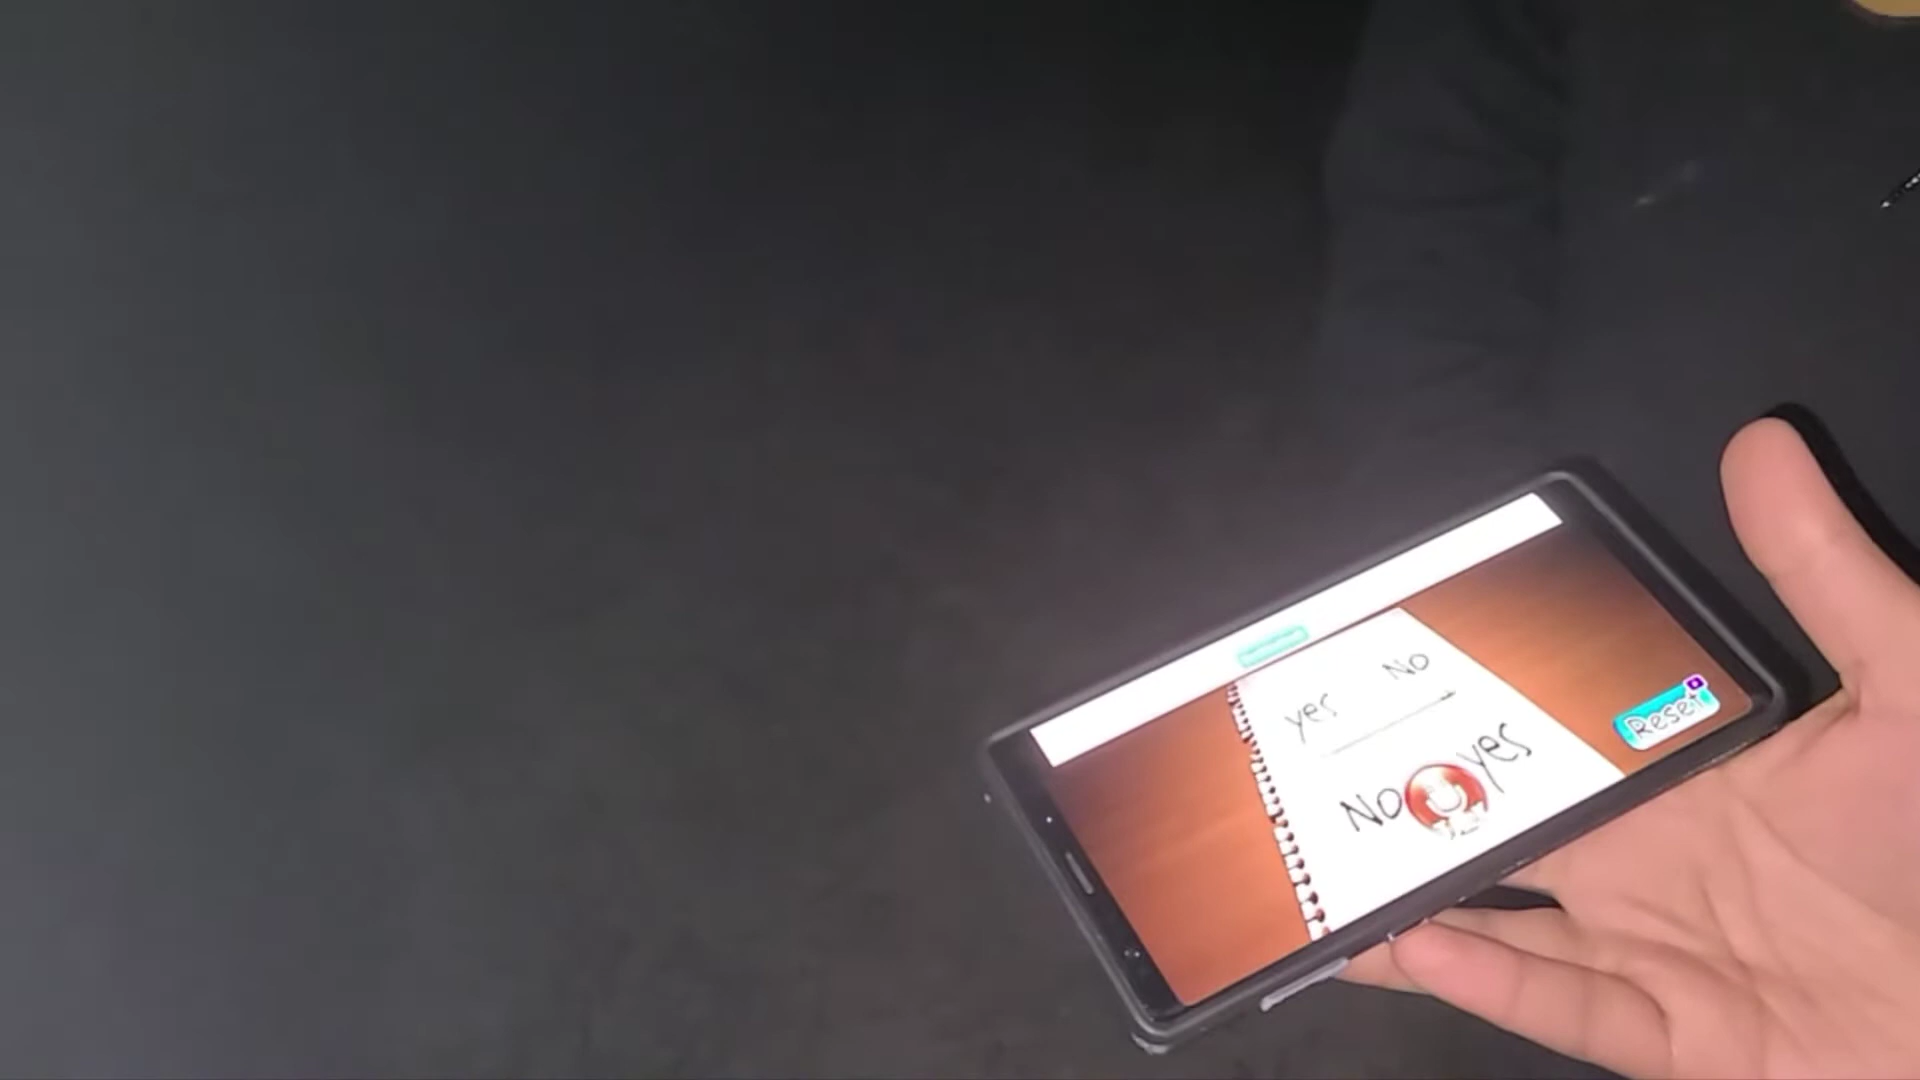 yes No
No yes
Reset